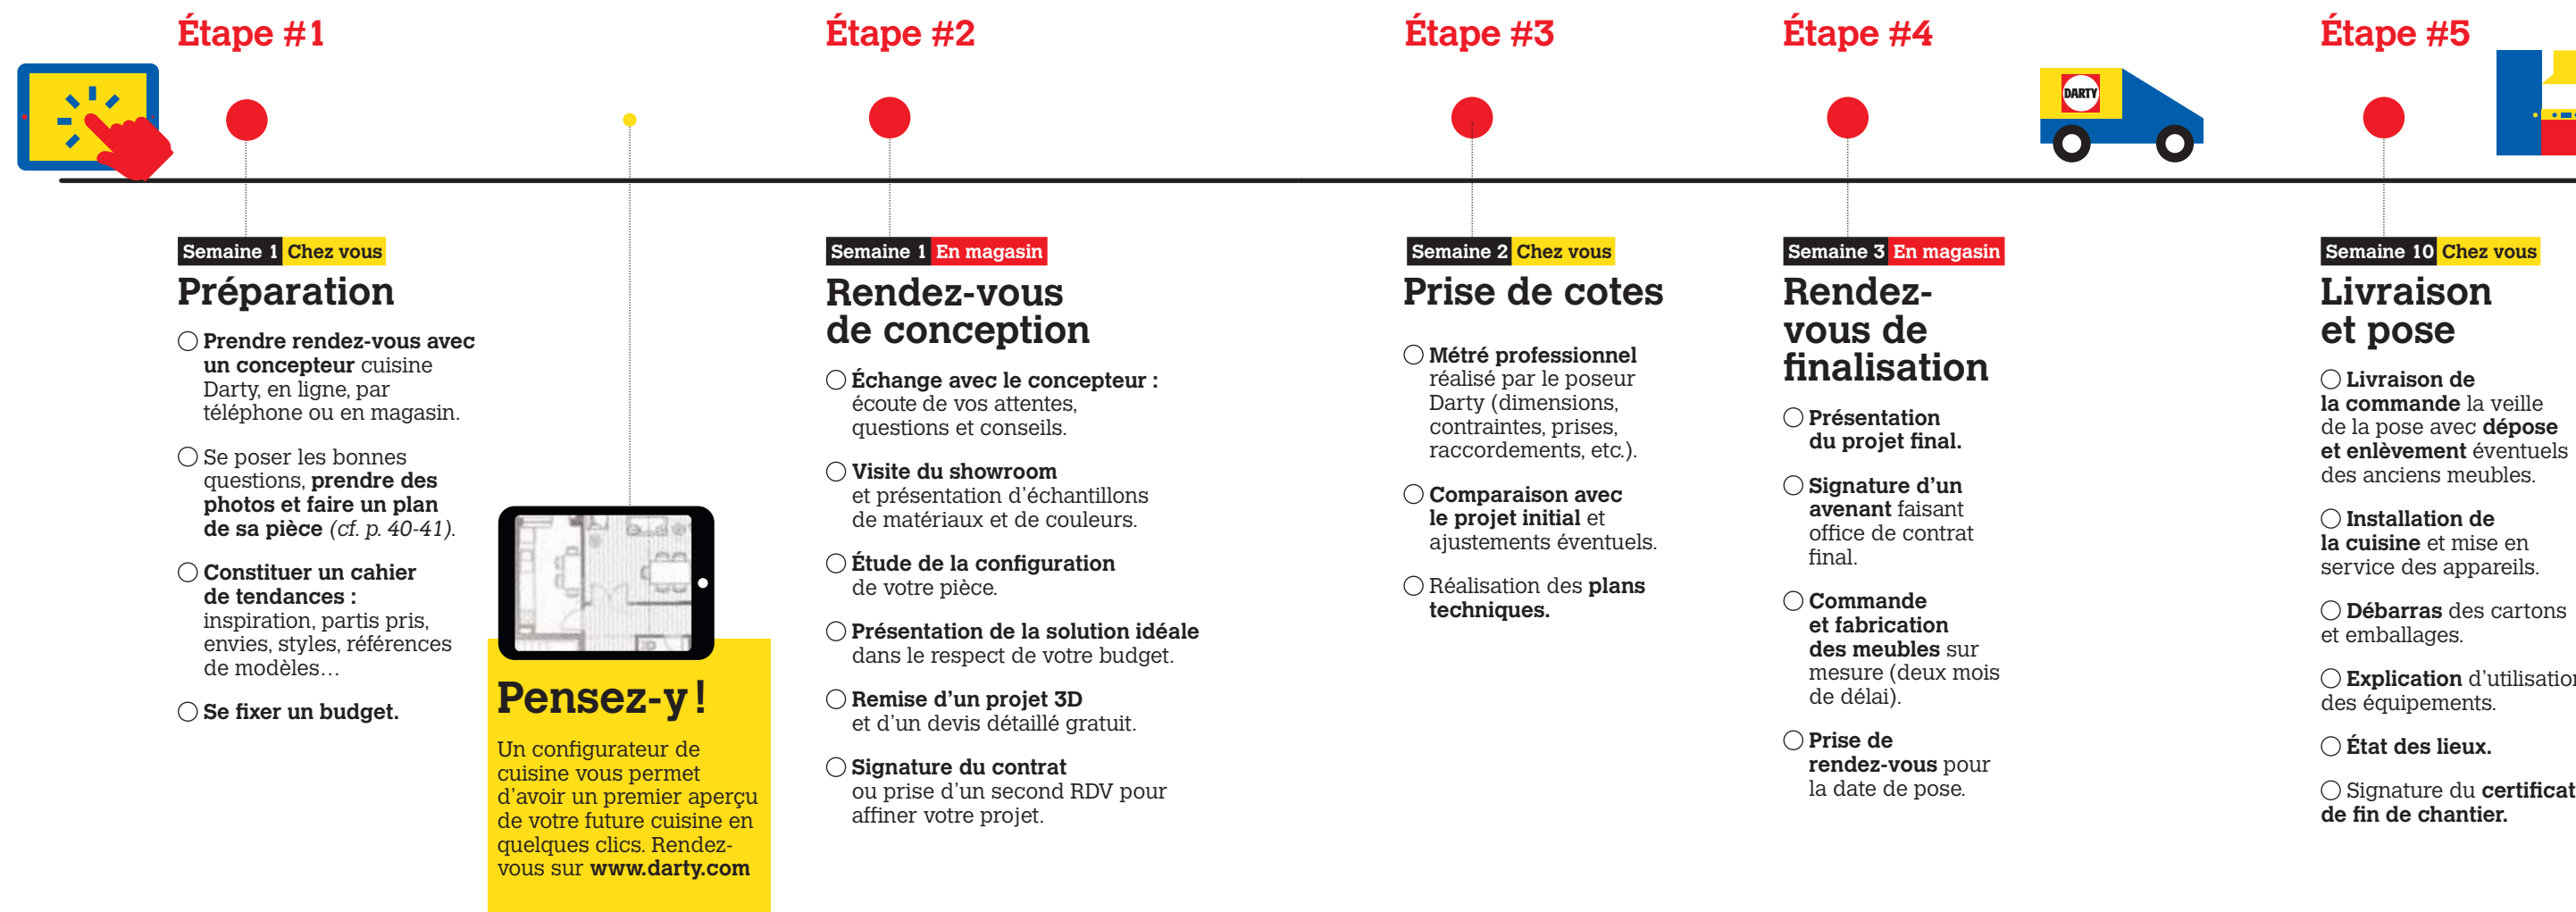 Étape #1
Semaine 1 Chez vous
Préparation
Prendre rendez-vous avec
un concepteur cuisine
Darty, en ligne, par
téléphone ou en magasin.
Se poser les bonnes
questions, prendre des
photos et faire un plan
de sa pièce (cf. p. 40-41).
Constituer un cahier
de tendances :
inspiration, partis pris,
envies, styles, références
de modèles…
Se fixer un budget.
Pensez-y !
Un configurateur de
cuisine vous permet
d'avoir un premier aperçu
de votre future cuisine en
quelques clics. Rendez-
vous sur www.darty.com
Étape #2
Semaine 1 En magasin
Rendez-vous
de conception
Échange avec le concepteur :
écoute de vos attentes,
questions et conseils.
Visite du showroom
et présentation d'échantillons
de matériaux et de couleurs.
Étude de la configuration
de votre pièce.
Présentation de la solution idéale
dans le respect de votre budget.
Remise d'un projet 3D
et d'un devis détaillé gratuit.
Signature du contrat
ou prise d'un second RDV pour
affiner votre projet.
Étape #3
Semaine 2 Chez vous
Prise de cotes
Métré professionnel
réalisé par le poseur
Darty (dimensions,
contraintes, prises,
raccordements, etc.).
Comparaison avec
le projet initial et
ajustements éventuels.
Réalisation des plans
techniques.
Étape #4
DARTY
Semaine 3 En magasin
Rendez-
vous de
finalisation
Présentation
du projet final.
Signature d'un
avenant faisant
office de contrat
final.
Commande
et fabrication
des meubles sur
mesure (deux mois
de délai).
Prise de
rendez-vous pour
la date de pose.
Étape #5
Semaine 10 Chez vous
Livraison
et pose
Livraison de
la commande la veille
de la pose avec dépose
et enlèvement éventuels
des anciens meubles.
Installation de
la cuisine et mise en
service des appareils.
Débarras des cartons
et emballages.
Explication d'utilisation
des équipements.
État des lieux.
Signature du certificat
de fin de chantier.